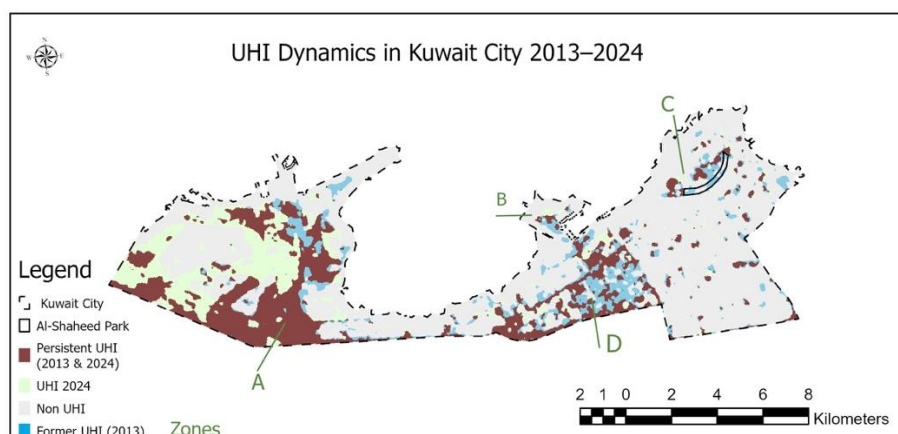 UHI Dynamics in Kuwait City 2013–2024
N
W E
S
C
B
A
D
Legend
Kuwait City
Al-Shaheed Park
Persistent UHI
(2013 & 2024)
UHI 2024
Non UHI
Former UHI (2013)
Zones
2 1 0 2 4 6 8
Kilometers